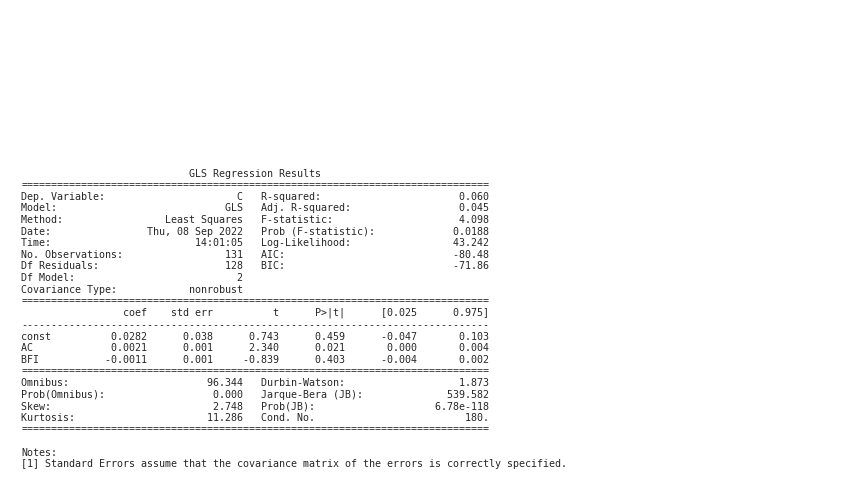 GLS Regression Results
==============================================================================
Dep. Variable:                      C   R-squared:                       0.060
Model:                            GLS   Adj. R-squared:                  0.045
Method:                 Least Squares   F-statistic:                     4.098
Date:                Thu, 08 Sep 2022   Prob (F-statistic):             0.0188
Time:                        14:01:05   Log-Likelihood:                 43.242
No. Observations:                 131   AIC:                            -80.48
Df Residuals:                     128   BIC:                            -71.86
Df Model:                           2
Covariance Type:            nonrobust
==============================================================================
                 coef    std err          t      P>|t|      [0.025      0.975]
------------------------------------------------------------------------------
const          0.0282      0.038      0.743      0.459      -0.047       0.103
AC             0.0021      0.001      2.340      0.021       0.000       0.004
BFI           -0.0011      0.001     -0.839      0.403      -0.004       0.002
==============================================================================
Omnibus:                       96.344   Durbin-Watson:                   1.873
Prob(Omnibus):                  0.000   Jarque-Bera (JB):              539.582
Skew:                           2.748   Prob(JB):                    6.78e-118
Kurtosis:                      11.286   Cond. No.                         180.
==============================================================================
Notes:
[1] Standard Errors assume that the covariance matrix of the errors is correctly specified.